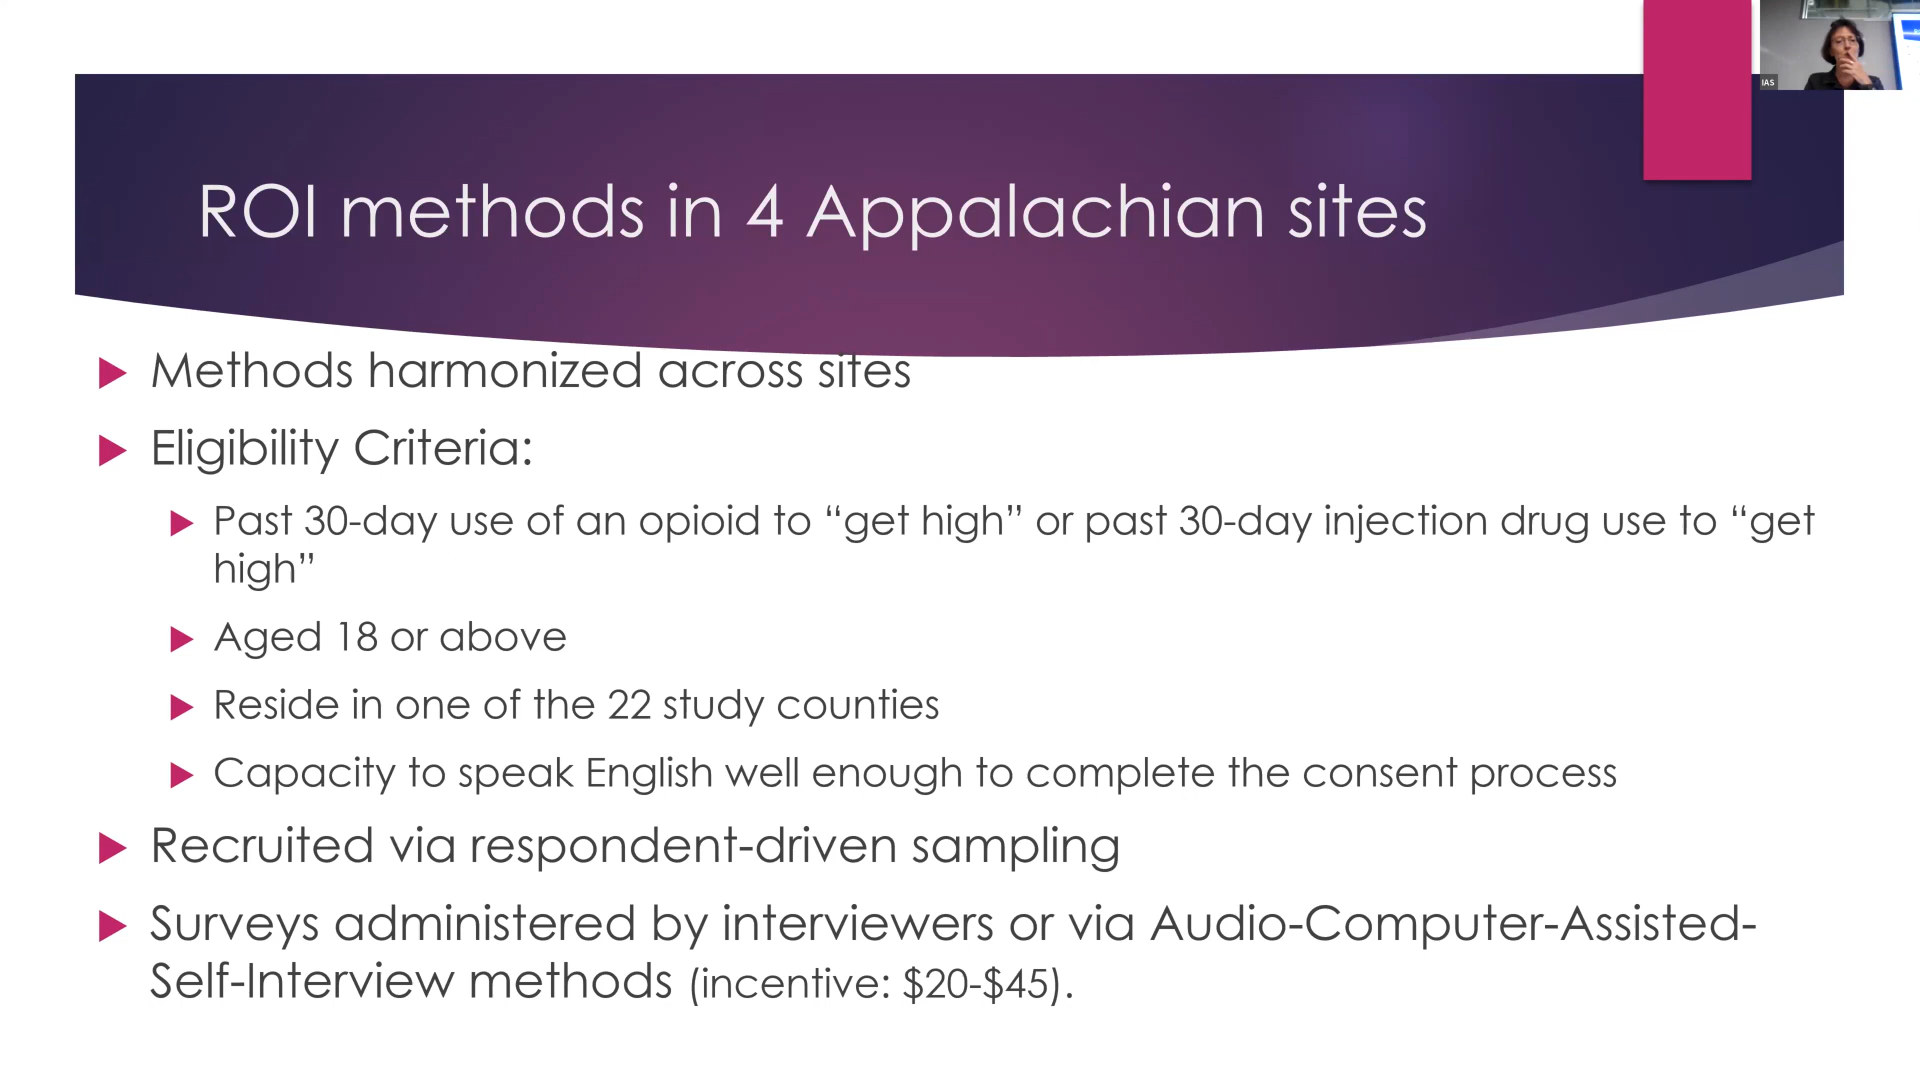 IAS
ROI methods in 4 Appalachian sites
Methods harmonized across sites
Eligibility Criteria:
Past 30-day use of an opioid to “get high” or past 30-day injection drug use to “get
high”
Aged 18 or above
Reside in one of the 22 study counties
Capacity to speak English well enough to complete the consent process
Recruited via respondent-driven sampling
Surveys administered by interviewers or via Audio-Computer-Assisted-
Self-Interview methods (incentive: $20-$45).